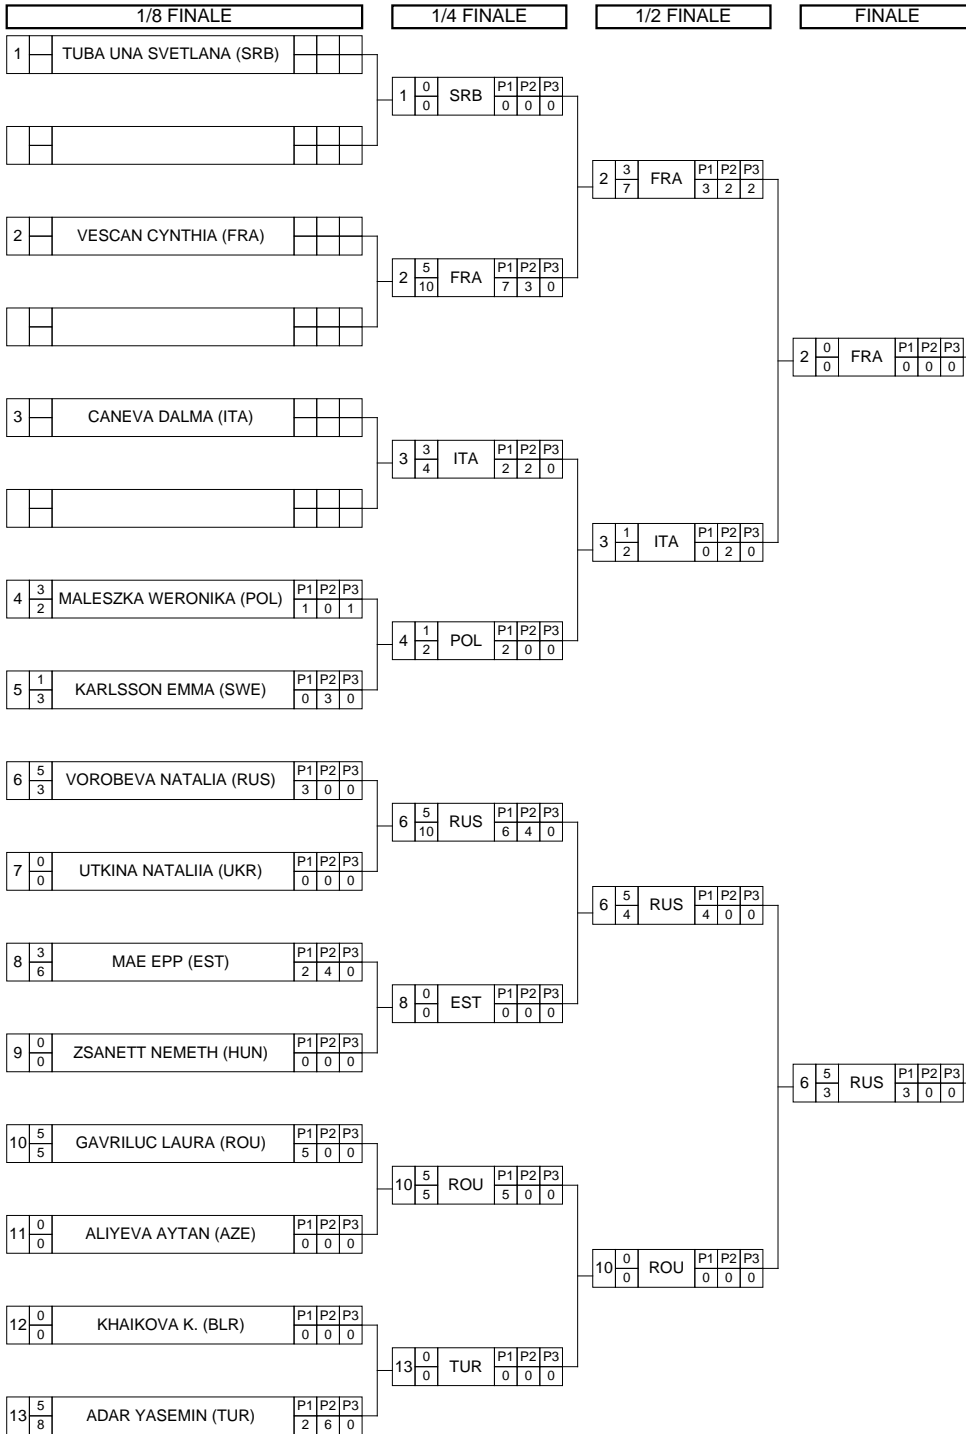 1/8 FINALE
1/4 FINALE
1/2 FINALE
FINALE
1 TUBA UNA SVETLANA (SRB)
1 0 SRB P1 P2 P3
0 0 0 0
2 3 FRA P1 P2 P3
7 3 2 2
2 VESCAN CYNTHIA (FRA)
2 5 FRA P1 P2 P3
10 7 3 0
2 0 FRA P1 P2 P3
0 0 0 0
3 CANEVA DALMA (ITA)
3 3 ITA P1 P2 P3
4 2 2 0
3 1 ITA P1 P2 P3
2 0 2 0
4 3 MALESZKA WERONIKA (POL) P1 P2 P3
2 1 0 1
4 1 POL P1 P2 P3
2 2 0 0
5 1 KARLSSON EMMA (SWE) P1 P2 P3
3 0 3 0
6 5 VOROBEVA NATALIA (RUS) P1 P2 P3
3 3 0 0
6 5 RUS P1 P2 P3
10 6 4 0
7 0 UTKINA NATALIIA (UKR) P1 P2 P3
0 0 0 0
6 5 RUS P1 P2 P3
4 4 0 0
8 3 MAE EPP (EST) P1 P2 P3
6 2 4 0
8 0 EST P1 P2 P3
0 0 0 0
9 0 ZSANETT NEMETH (HUN) P1 P2 P3
0 0 0 0
6 5 RUS P1 P2 P3
3 3 0 0
10 5 GAVRILUC LAURA (ROU) P1 P2 P3
5 5 0 0
10 5 ROU P1 P2 P3
5 5 0 0
11 0 ALIYEVA AYTAN (AZE) P1 P2 P3
0 0 0 0
10 0 ROU P1 P2 P3
0 0 0 0
12 0 KHAIKOVA K. (BLR) P1 P2 P3
0 0 0 0
13 0 TUR P1 P2 P3
0 0 0 0
13 5 ADAR YASEMIN (TUR) P1 P2 P3
8 2 6 0